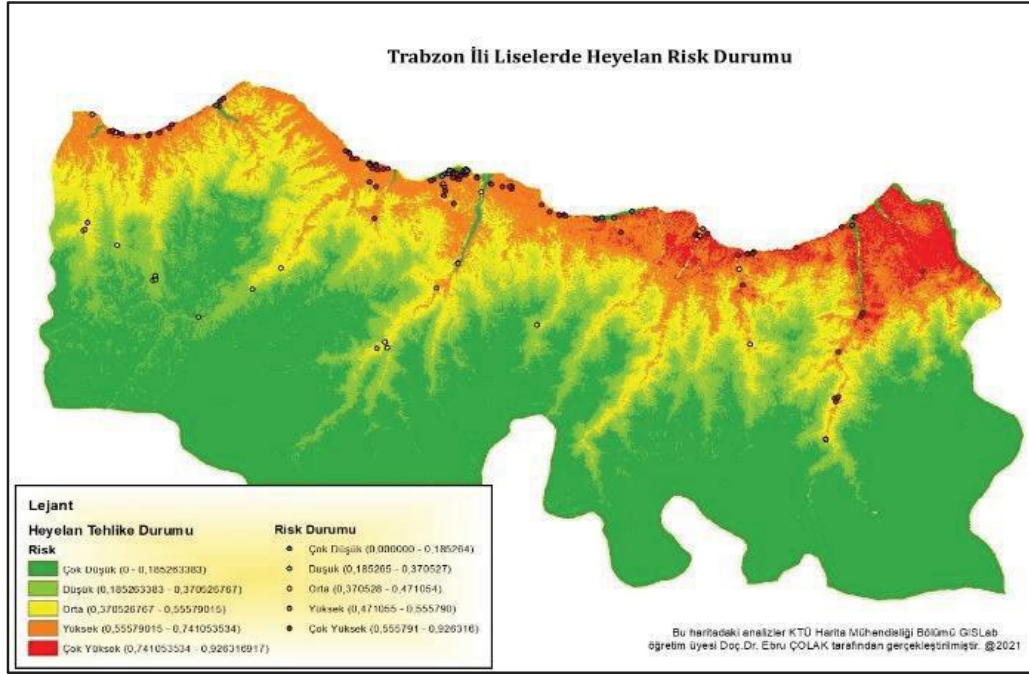 Trabzon İli Liselerde Heyelan Risk Durumu
Lejant
Heyelan Tehlike Durumu
Risk
Çok Düşük (0 - 0,185263383)
Düşük (0,185263383 - 0,370526767)
Orta (0,370526767 - 0,55579015)
Yüksek (0,55579015 - 0,741053534)
Çok Yüksek (0,741053534 - 0,926316917)
Risk Durumu
Çok Düşük (0,000000 - 0,185264)
Düşük (0,185265 - 0,370527)
Orta (0,370528 - 0,471054)
Yüksek (0,471055 - 0,555790)
Çok Yüksek (0,555791 - 0,926316)
Bu haritadaki analizler KTÜ Harita Mühendisliği Bölümü GISLab
öğretim üyesi Doç.Dr. Ebru ÇOLAK tarafından gerçekleştirilmiştir. @2021